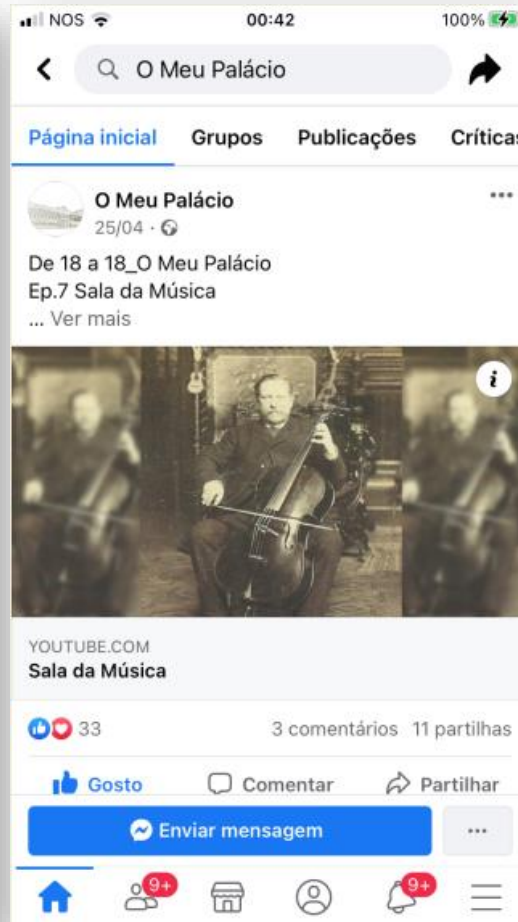 NOS 00:42 100%
O Meu Palácio
Página inicial Grupos Publicações Críticas
O Meu Palácio
25/04 ·
De 18 a 18_O Meu Palácio
Ep.7 Sala da Música
... Ver mais
i
YOUTUBE.COM
Sala da Música
33 3 comentários 11 partilhas
Gosto Comentar Partilhar
Enviar mensagem
9+ 9+